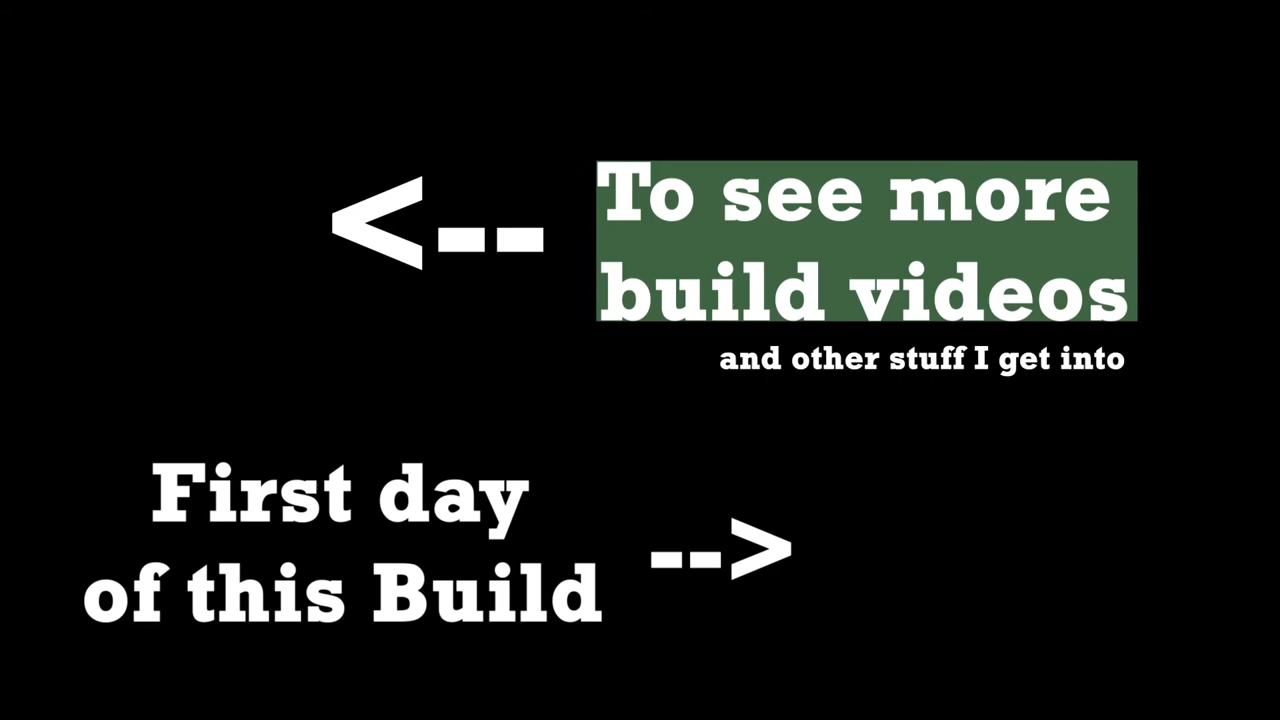 <-- To see more
build videos
and other stuff I get into
First day
of this Build -->